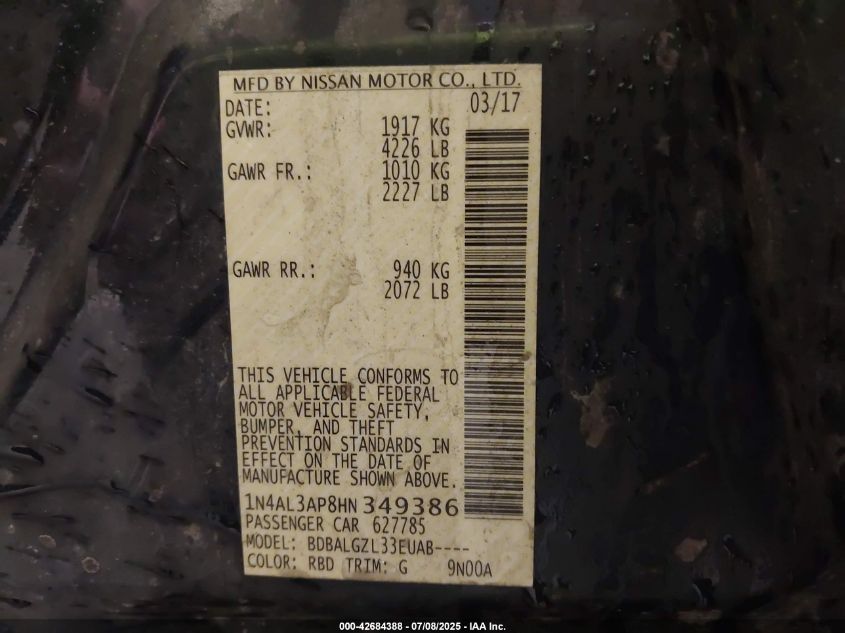 MFD BY NISSAN MOTOR CO., LTD.
DATE: 03/17
GVWR: 1917 KG
4226 LB
GAWR FR.: 1010 KG
2227 LB
GAWR RR.: 940 KG
2072 LB
THIS VEHICLE CONFORMS TO
ALL APPLICABLE FEDERAL
MOTOR VEHICLE SAFETY,
BUMPER, AND THEFT
PREVENTION STANDARDS IN
EFFECT ON THE DATE OF
MANUFACTURE SHOWN ABOVE.
1N4AL3AP8HN 349386
PASSENGER CAR 627785
MODEL: BDBALGZL33EUAB----
COLOR: RBD TRIM: G 9N00A
000-42684388 - 07/08/2025 - IAA Inc.